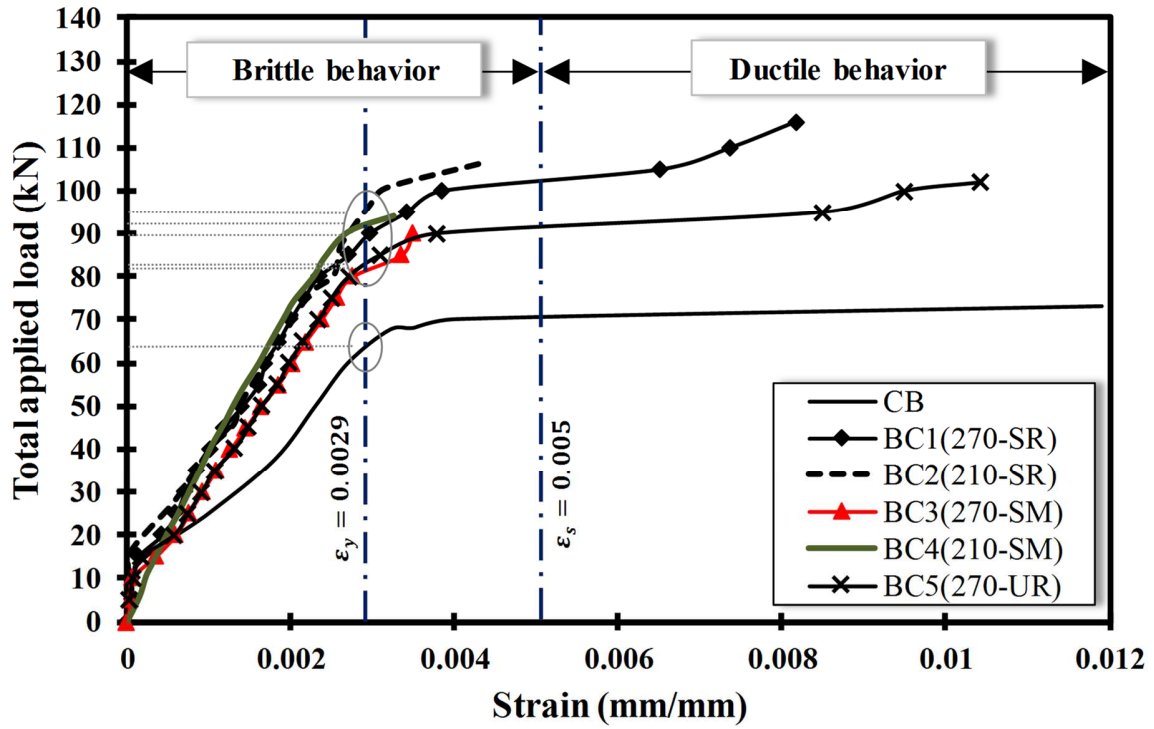 140
130
120
110
100
90
80
70
60
50
40
30
20
10
0
Total applied load (kN)
Brittle behavior
Ductile behavior
εy = 0.0029
εs = 0.005
CB
BC1(270-SR)
BC2(210-SR)
BC3(270-SM)
BC4(210-SM)
BC5(270-UR)
0 0.002 0.004 0.006 0.008 0.01 0.012
Strain (mm/mm)